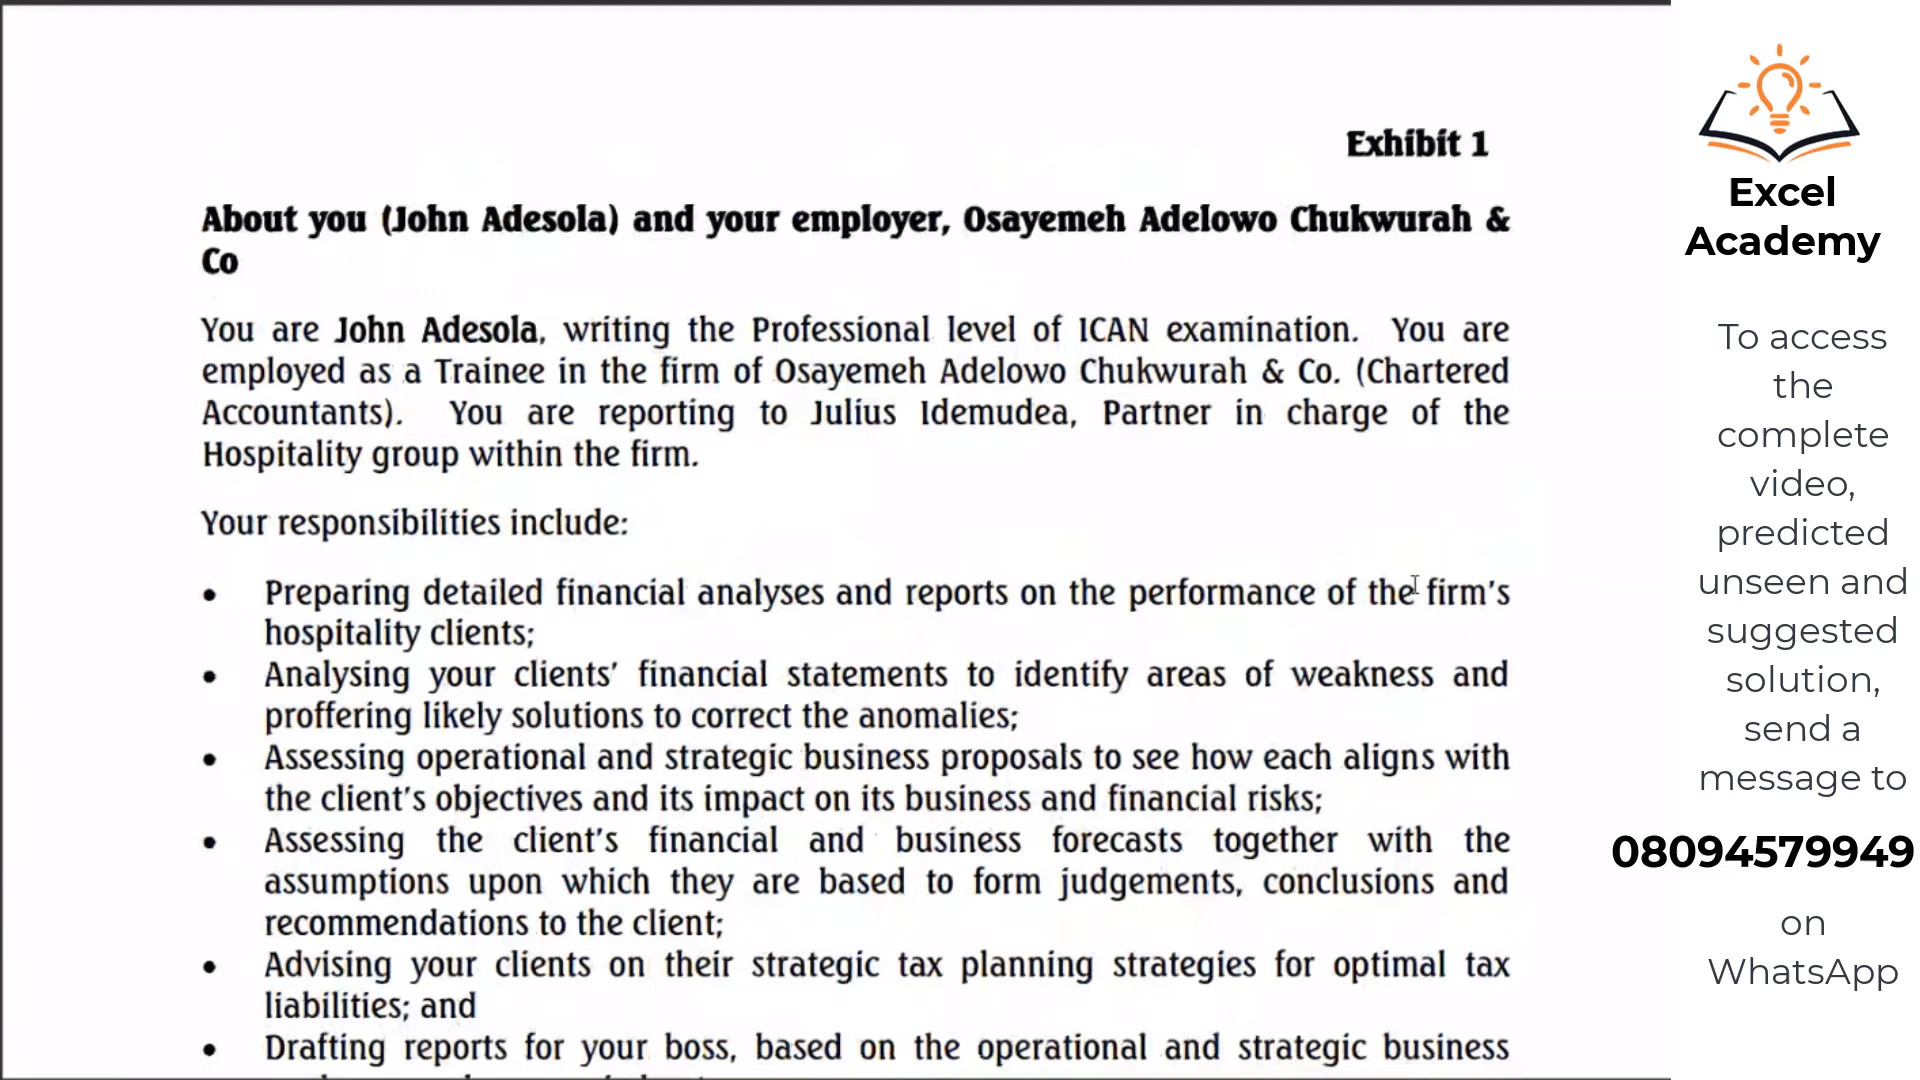 Exhibit 1
About you (John Adesola) and your employer, Osayemeh Adelowo Chukwurah &
Co
You are John Adesola, writing the Professional level of ICAN examination. You are
employed as a Trainee in the firm of Osayemeh Adelowo Chukwurah & Co. (Chartered
Accountants). You are reporting to Julius Idemudea, Partner in charge of the
Hospitality group within the firm.
Your responsibilities include:
• Preparing detailed financial analyses and reports on the performance of the firm's
hospitality clients;
• Analysing your clients' financial statements to identify areas of weakness and
proffering likely solutions to correct the anomalies;
• Assessing operational and strategic business proposals to see how each aligns with
the client's objectives and its impact on its business and financial risks;
• Assessing the client's financial and business forecasts together with the
assumptions upon which they are based to form judgements, conclusions and
recommendations to the client;
• Advising your clients on their strategic tax planning strategies for optimal tax
liabilities; and
• Drafting reports for your boss, based on the operational and strategic business
Excel
Academy
To access
the
complete
video,
predicted
unseen and
suggested
solution,
send a
message to
08094579949
on
WhatsApp